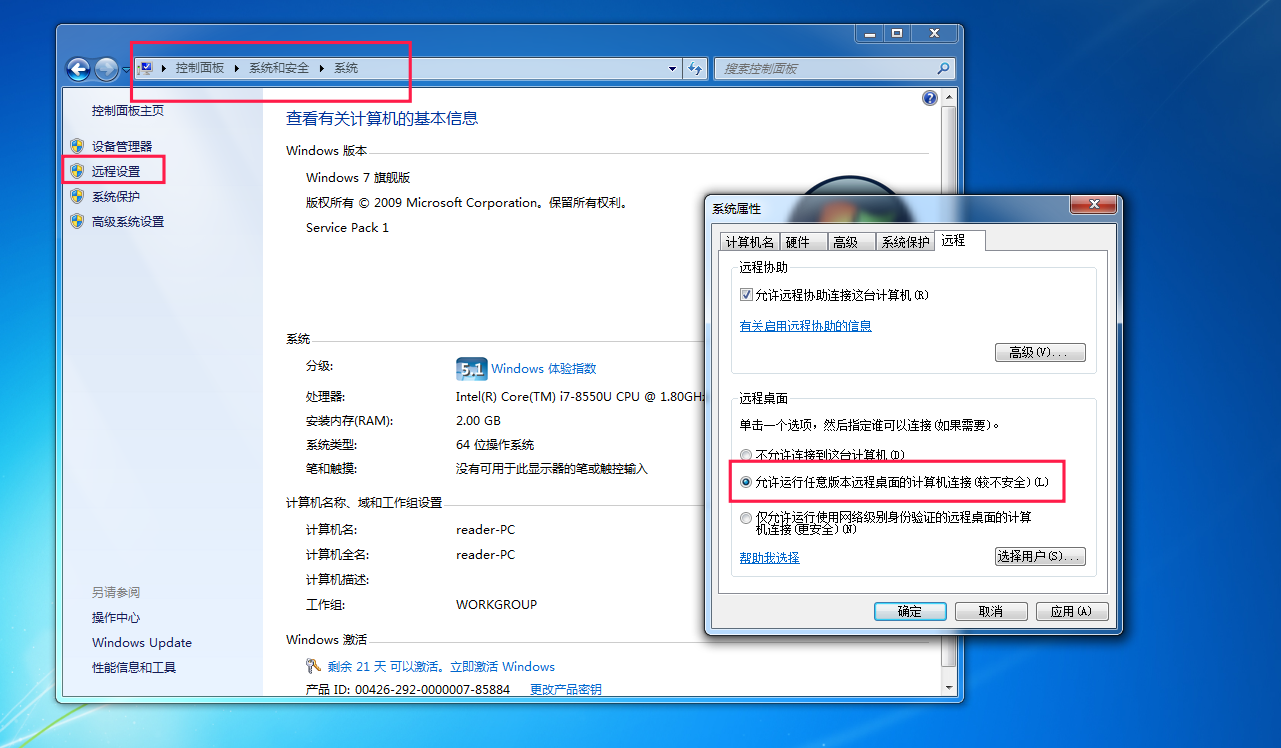 控制面板 系统和安全 系统
搜索控制面板
控制面板主页
设备管理器
远程设置
系统保护
高级系统设置
另请参阅
操作中心
Windows Update
性能信息和工具
查看有关计算机的基本信息
Windows 版本
Windows 7 旗舰版
版权所有 © 2009 Microsoft Corporation。保留所有权利。
Service Pack 1
系统
分级:
5.1 Windows 体验指数
处理器:
Intel(R) Core(TM) i7-8550U CPU @ 1.80GHz
安装内存(RAM):
2.00 GB
系统类型:
64 位操作系统
笔和触摸:
没有可用于此显示器的笔或触控输入
计算机名称、域和工作组设置
计算机名:
reader-PC
计算机全名:
reader-PC
计算机描述:
工作组:
WORKGROUP
Windows 激活
剩余 21 天 可以激活。立即激活 Windows
产品 ID: 00426-292-0000007-85884 更改产品密钥
系统属性
计算机名 硬件 高级 系统保护 远程
远程协助
允许远程协助连接这台计算机(R)
有关启用远程协助的信息
高级(V)...
远程桌面
单击一个选项，然后指定谁可以连接(如果需要)。
不允许连接到这台计算机(D)
允许运行任意版本远程桌面的计算机连接(较不安全)(L)
仅允许运行使用网络级别身份验证的远程桌面的计算
机连接(更安全)(N)
帮助我选择
选择用户(S)...
确定 取消 应用(A)